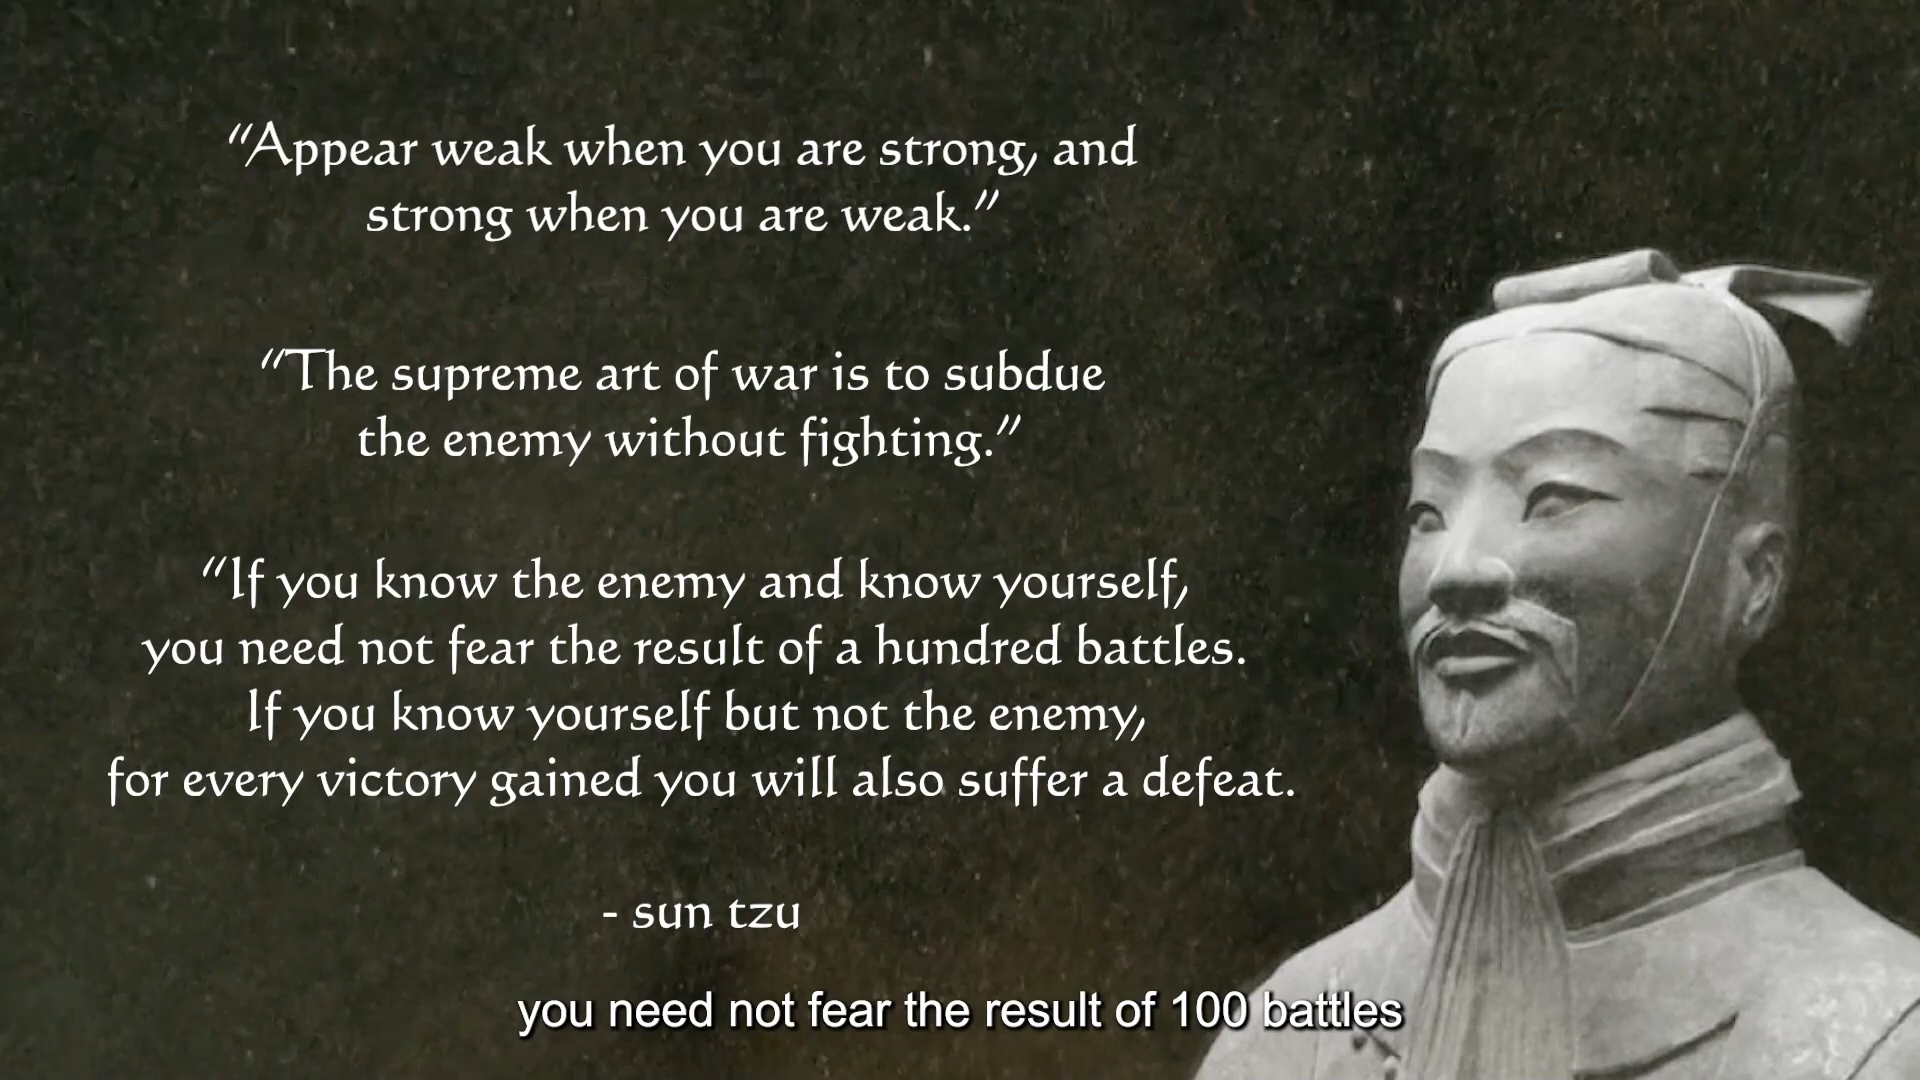 “Appear weak when you are strong, and
strong when you are weak.”
“The supreme art of war is to subdue
the enemy without fighting.”
“If you know the enemy and know yourself,
you need not fear the result of a hundred battles.
If you know yourself but not the enemy,
for every victory gained you will also suffer a defeat.
- sun tzu
you need not fear the result of 100 battles